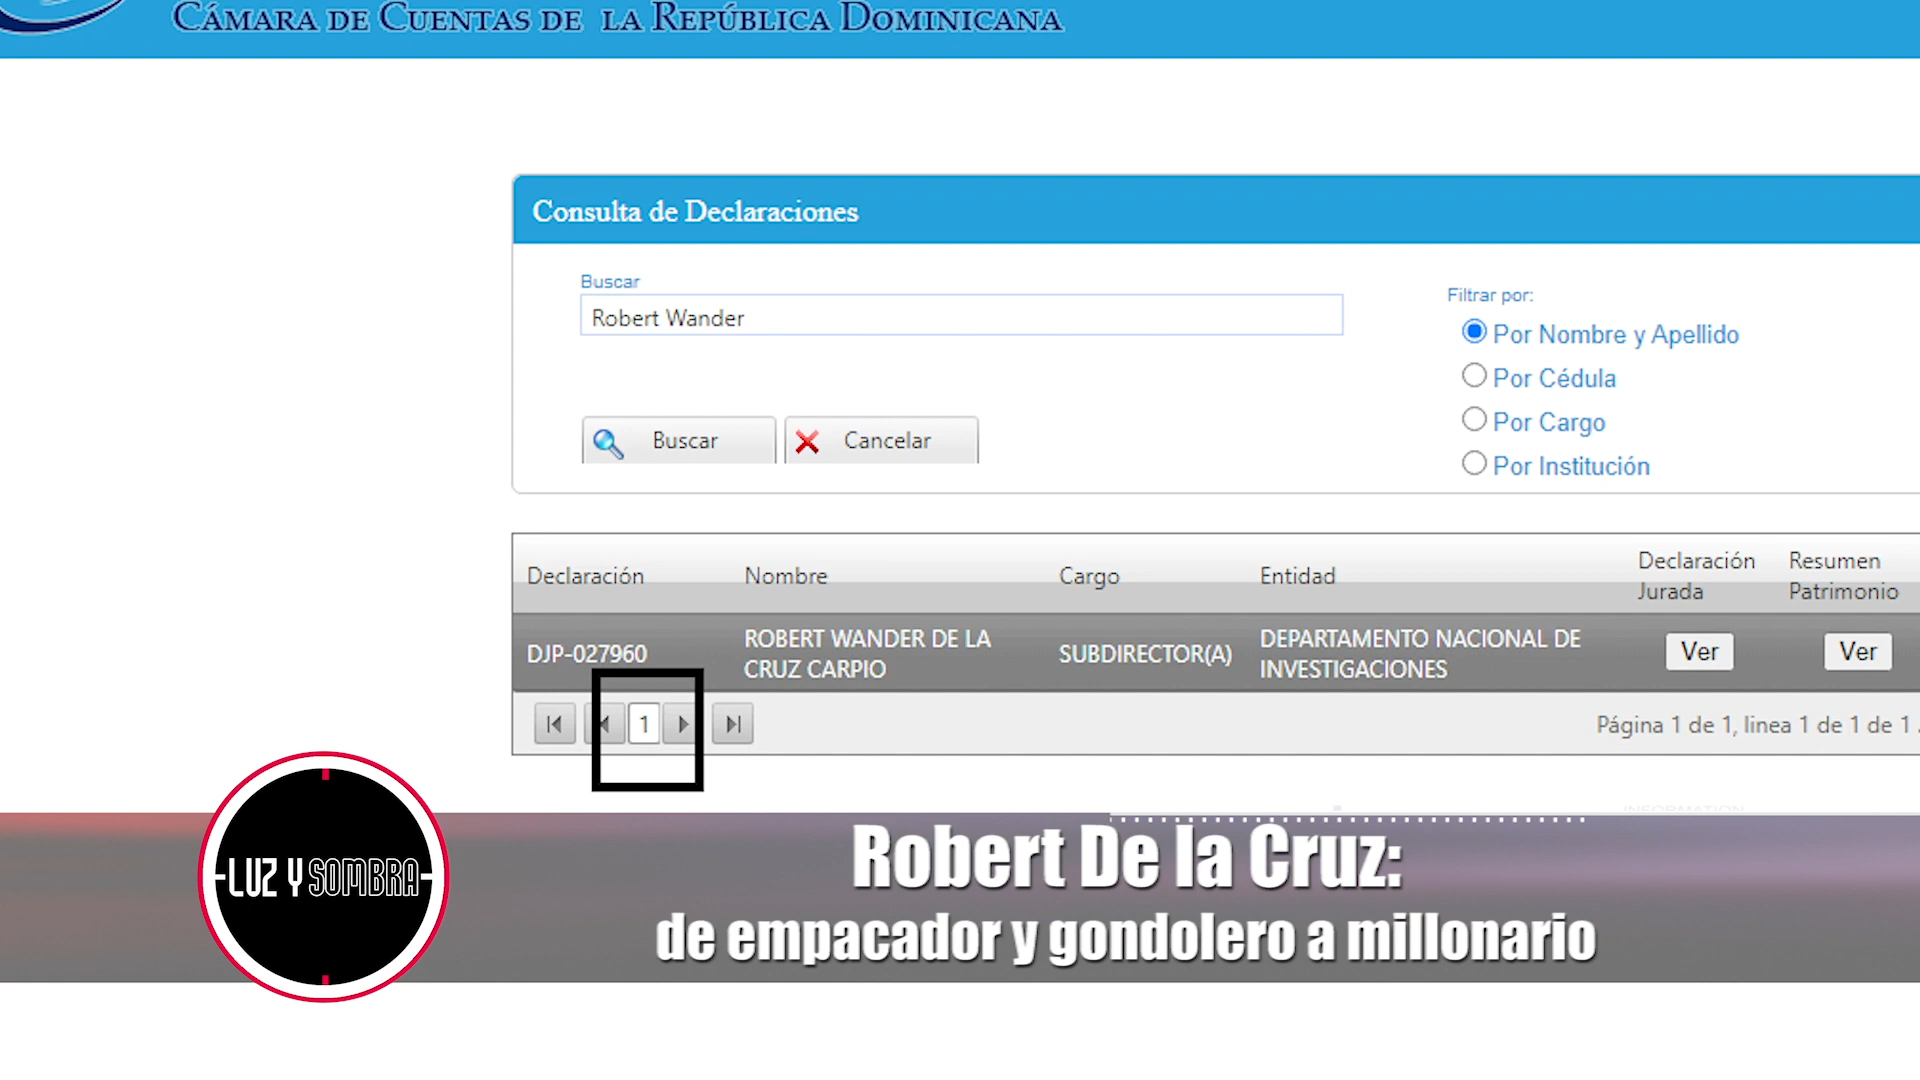 CÁMARA DE CUENTAS DE LA REPÚBLICA DOMINICANA
Consulta de Declaraciones
Buscar
Robert Wander
Filtrar por:
Por Nombre y Apellido
Por Cédula
Por Cargo
Por Institución
Buscar
Cancelar
Declaración Nombre Cargo Entidad Declaración Jurada Resumen Patrimonio
DJP-027960 ROBERT WANDER DE LA CRUZ CARPIO SUBDIRECTOR(A) DEPARTAMENTO NACIONAL DE INVESTIGACIONES Ver Ver
1
Página 1 de 1, linea 1 de 1 de 1
INFORMATION
Robert De la Cruz:
LUZ Y SOMBRA
de empacador y gondolero a millonario